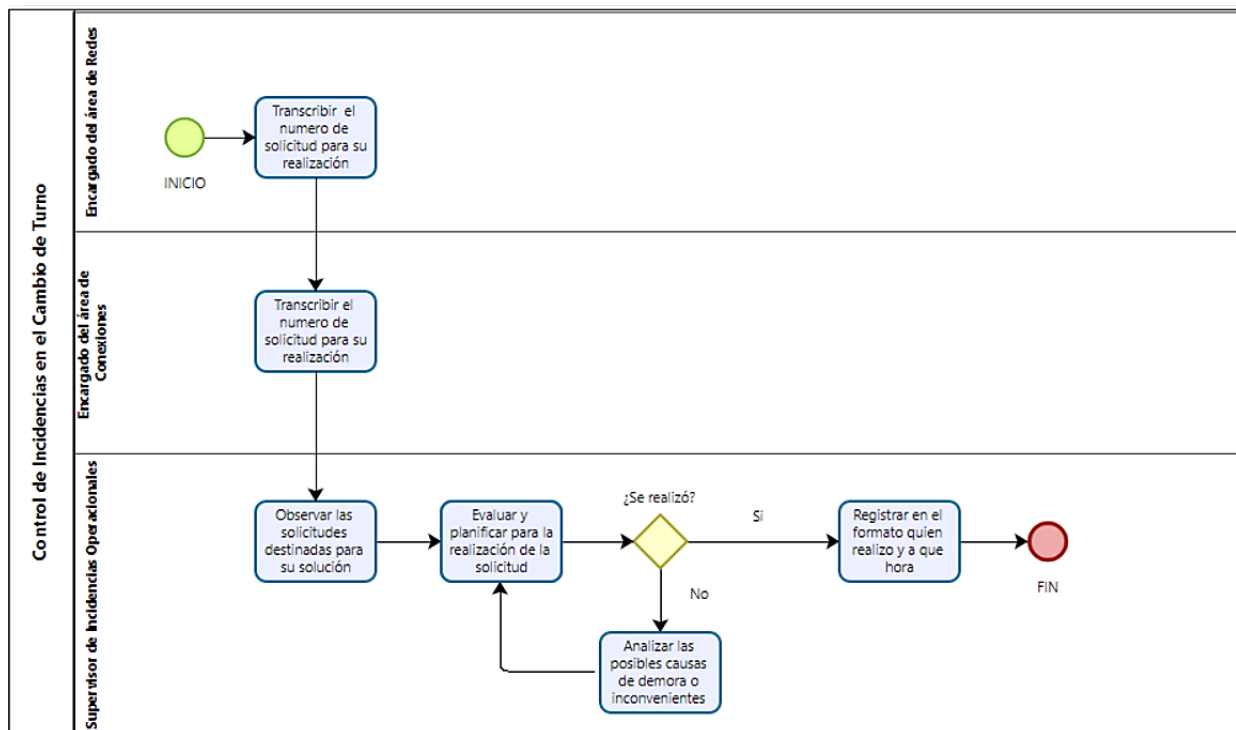 Control de Incidencias en el Cambio de Turno
Encargado del área de Redes
INICIO
Transcribir el
numero de
solicitud para su
realización
Encargado del área de
Conexiones
Transcribir el
numero de
solicitud para su
realización
Supervisor de Incidencias Operacionales
Observar las
solicitudes
destinadas para
su solución
Evaluar y
planificar para la
realización de la
solicitud
¿Se realizó?
Si
No
Registrar en el
formato quien
realizo y a que
hora
FIN
Analizar las
posibles causas
de demora o
inconvenientes